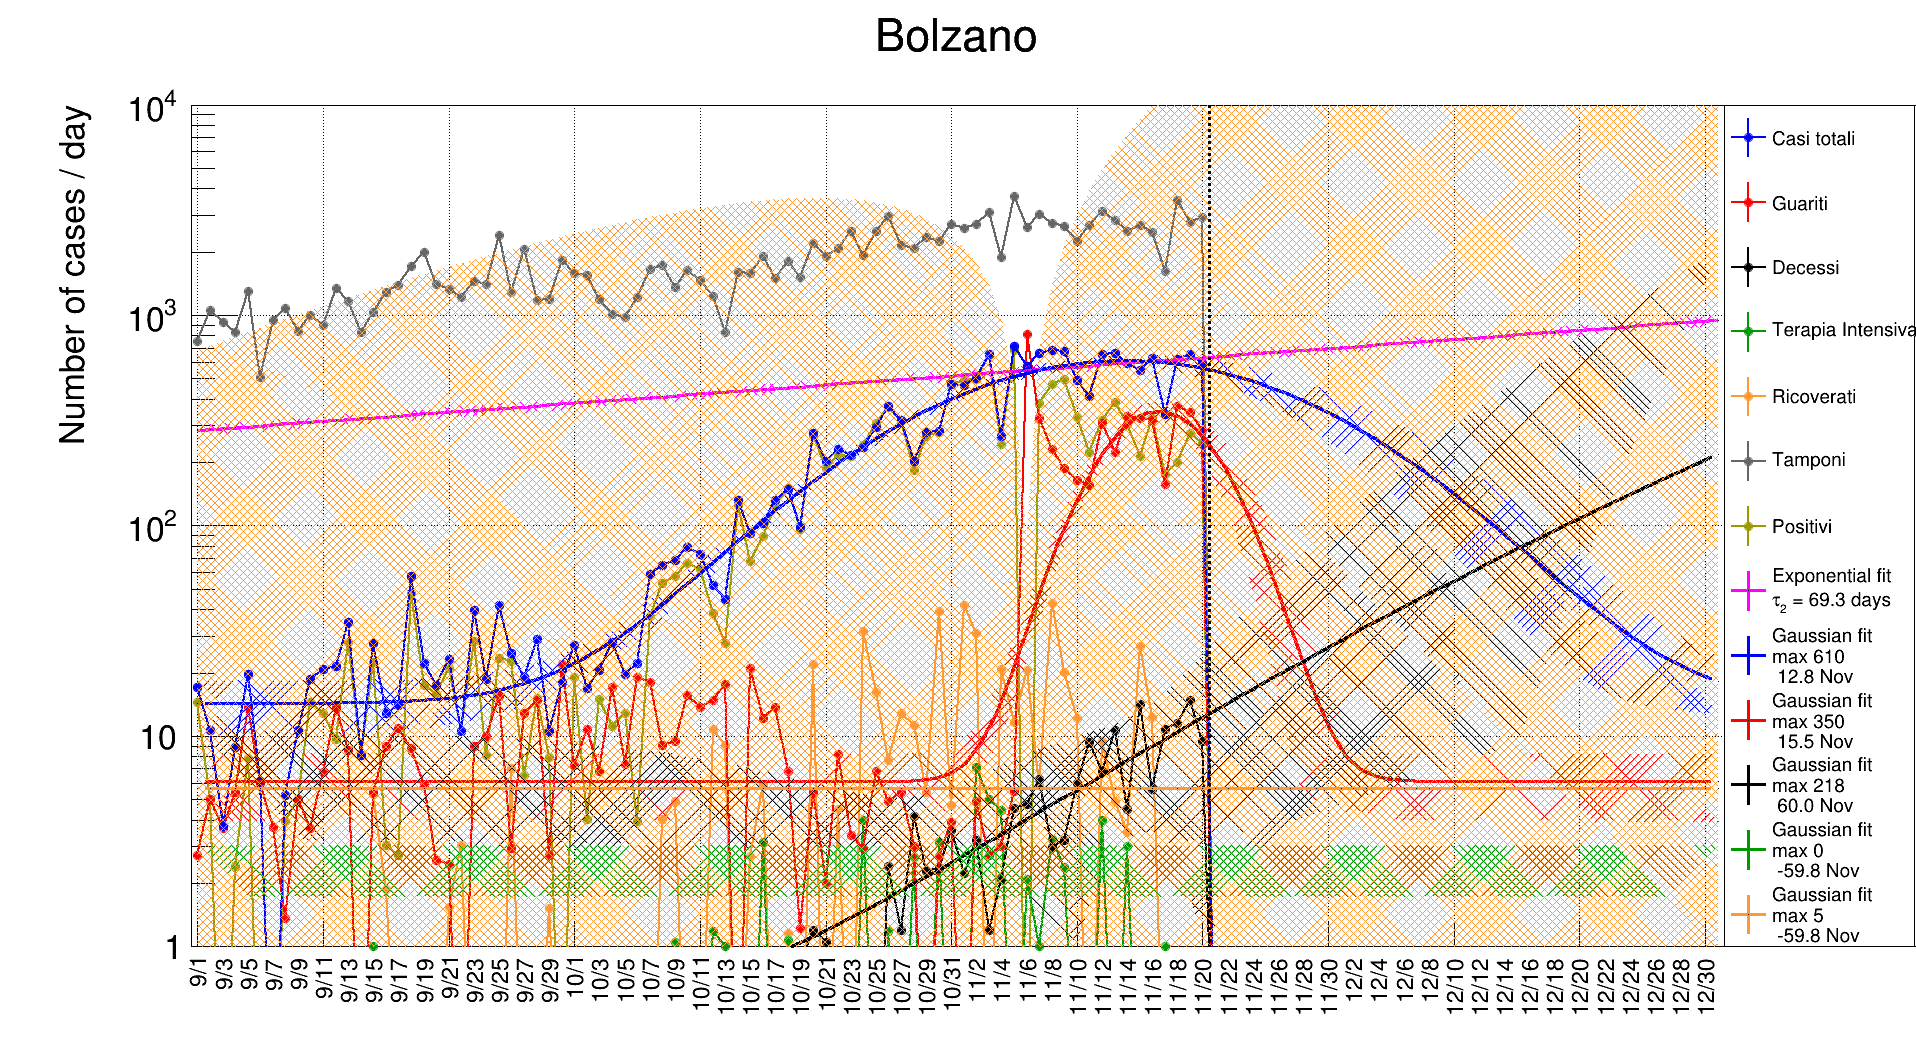 Bolzano
Number of cases / day
10⁴
10³
10²
10
1
9/1 9/3 9/5 9/7 9/9 9/11 9/13 9/15 9/17 9/19 9/21 9/23 9/25 9/27 9/29 10/1 10/3 10/5 10/7 10/9 10/11 10/13 10/15 10/17 10/19 10/21 10/23 10/25 10/27 10/29 10/31 11/2 11/4 11/6 11/8 11/10 11/12 11/14 11/16 11/18 11/20 11/22 11/24 11/26 11/28 11/30 12/2 12/4 12/6 12/8 12/10 12/12 12/14 12/16 12/18 12/20 12/22 12/24 12/26 12/28 12/30
Casi totali
Guariti
Decessi
Terapia Intensiva
Ricoverati
Tamponi
Positivi
Exponential fit
τ₂ = 69.3 days
Gaussian fit
max 610
12.8 Nov
Gaussian fit
max 350
15.5 Nov
Gaussian fit
max 218
60.0 Nov
Gaussian fit
max 0
-59.8 Nov
Gaussian fit
max 5
-59.8 Nov